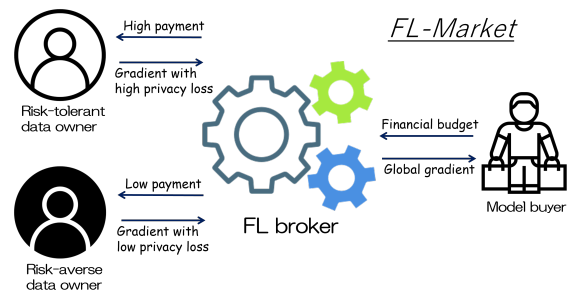 FL-Market
High payment
Gradient with
high privacy loss
Risk-tolerant
data owner
Financial budget
Global gradient
Model buyer
Low payment
Gradient with
low privacy loss
FL broker
Risk-averse
data owner